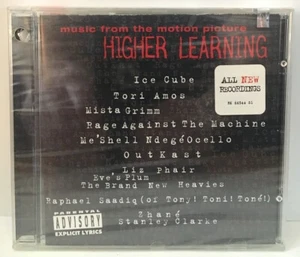 music from the motion picture
HIGHER LEARNING
Ice Cube
Tori Amos
Mista Grimm
Rage Against The Machine
Me'Shell NdegéOcello
OutKast
Liz Phair
Eve's Plum
The Brand New Heavies
Raphael Saadiq (of Tony! Toni! Toné!)
Zhané
Stanley Clarke
ALL NEW
RECORDINGS
PARENTAL
ADVISORY
EXPLICIT LYRICS